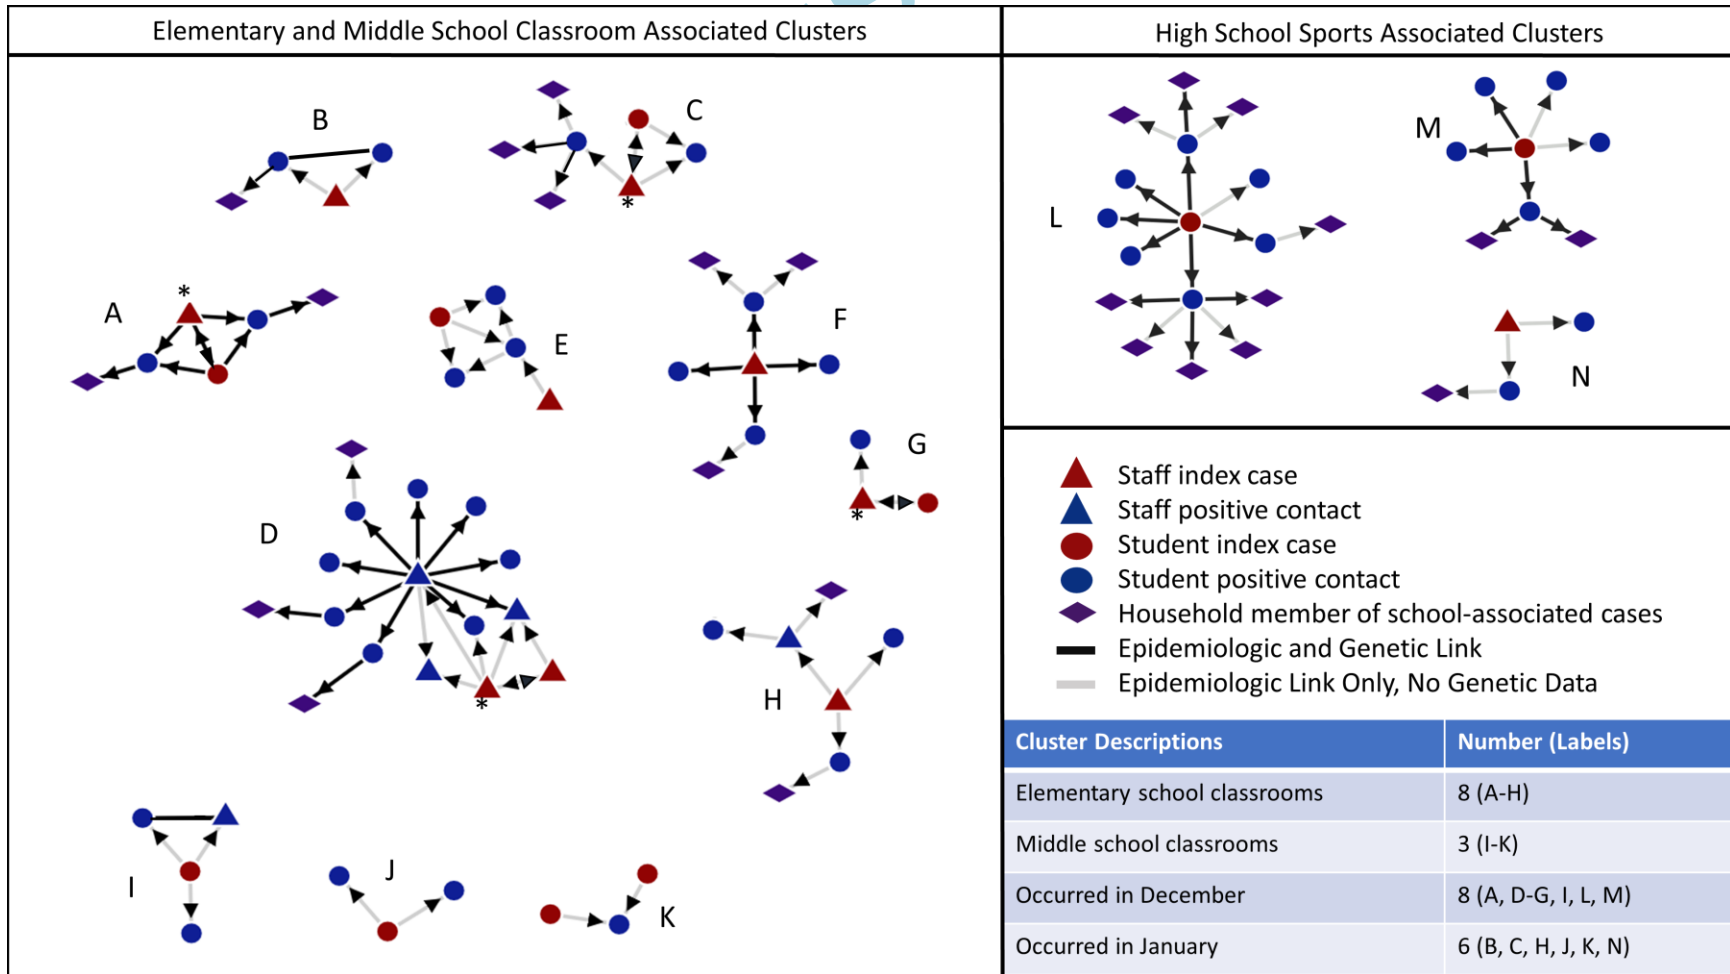 Elementary and Middle School Classroom Associated Clusters
High School Sports Associated Clusters
B
C
*
A
*
E
F
G
*
D
*
H
I
J
K
L
M
N
Staff index case
Staff positive contact
Student index case
Student positive contact
Household member of school-associated cases
Epidemiologic and Genetic Link
Epidemiologic Link Only, No Genetic Data
Cluster Descriptions Number (Labels)
Elementary school classrooms 8 (A-H)
Middle school classrooms 3 (I-K)
Occurred in December 8 (A, D-G, I, L, M)
Occurred in January 6 (B, C, H, J, K, N)